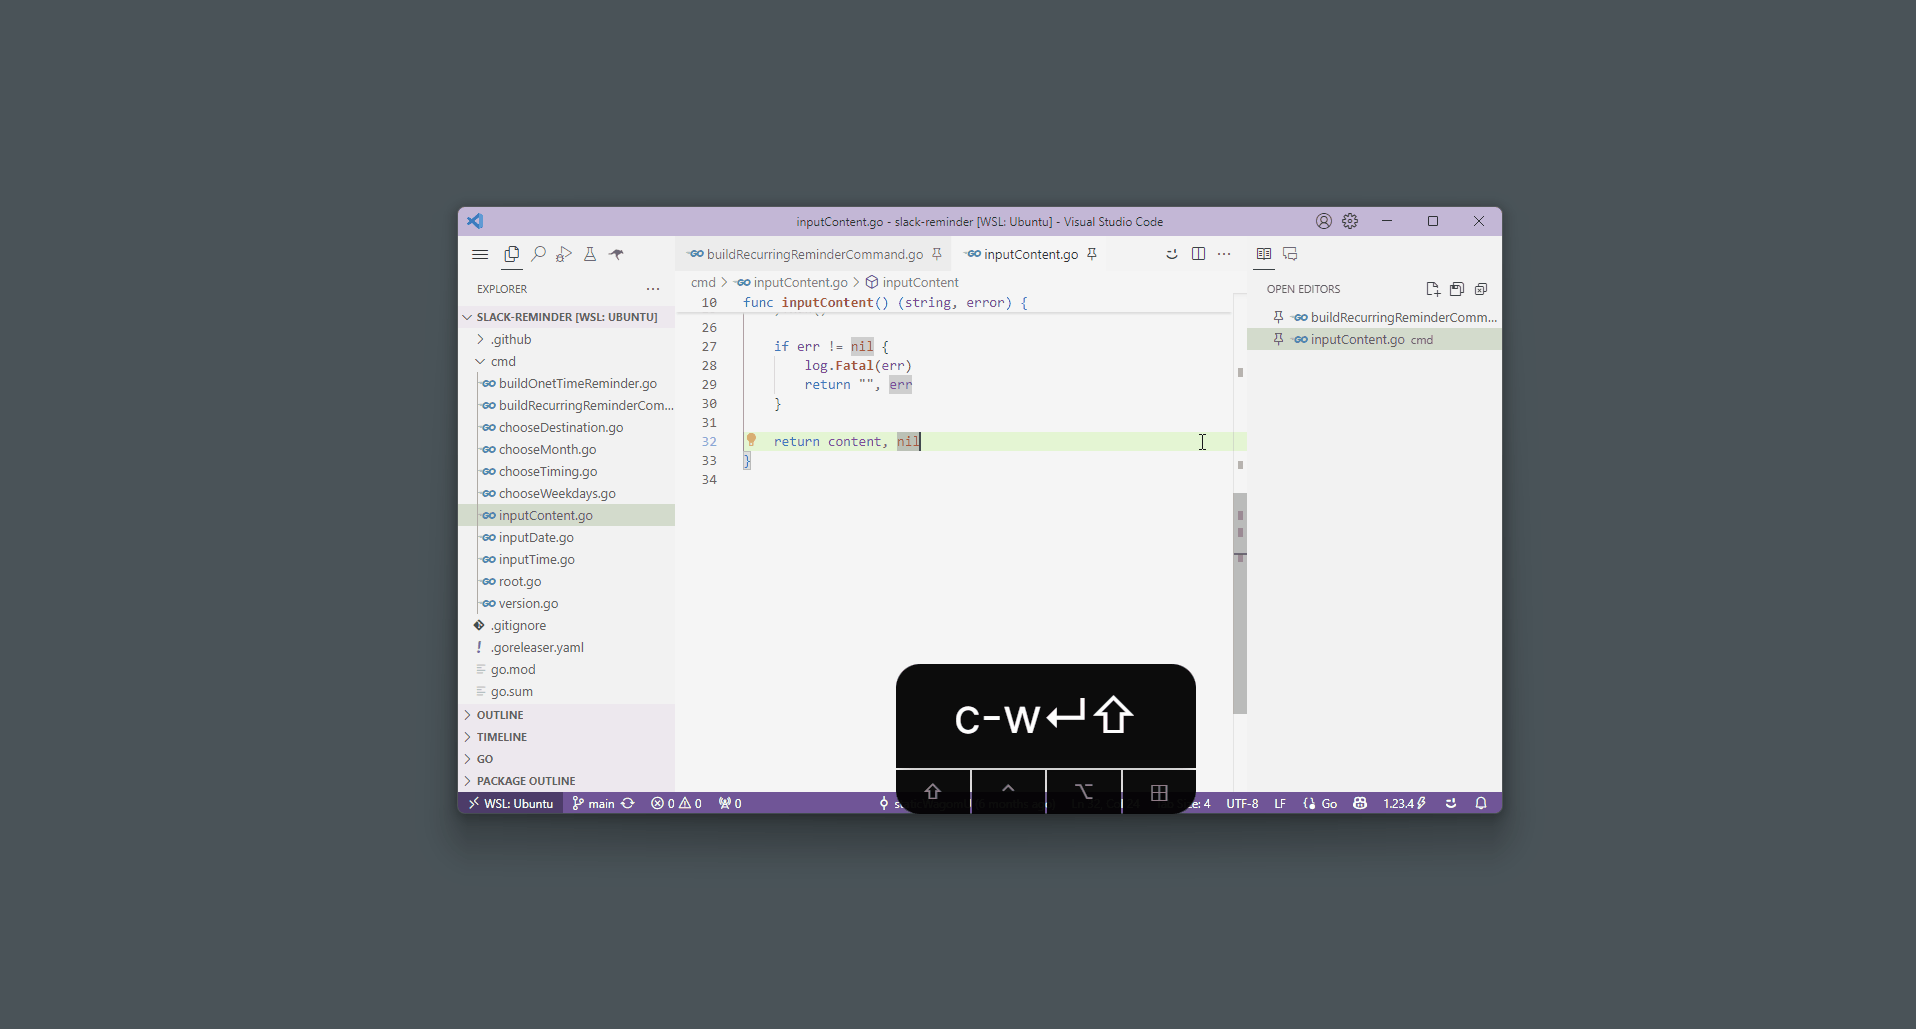 inputContent.go - slack-reminder [WSL: Ubuntu] - Visual Studio Code
buildRecurringReminderCommand.go
inputContent.go
EXPLORER
SLACK-REMINDER [WSL: UBUNTU]
.github
cmd
buildOnetTimeReminder.go
buildRecurringReminderCom...
chooseDestination.go
chooseMonth.go
chooseTiming.go
chooseWeekdays.go
inputContent.go
inputDate.go
inputTime.go
root.go
version.go
.gitignore
! .goreleaser.yaml
go.mod
go.sum
OUTLINE
TIMELINE
GO
PACKAGE OUTLINE
cmd > inputContent.go > inputContent
10 func inputContent() (string, error) {
26
27 if err != nil {
28 log.Fatal(err)
29 return "", err
30 }
31
32 return content, nil
33 }
34
OPEN EDITORS
buildRecurringReminderComm...
inputContent.go cmd
c-w↵⇧
⇧ ^ ⌥
WSL: Ubuntu main 0 0 0
: 4 UTF-8 LF Go 1.23.4